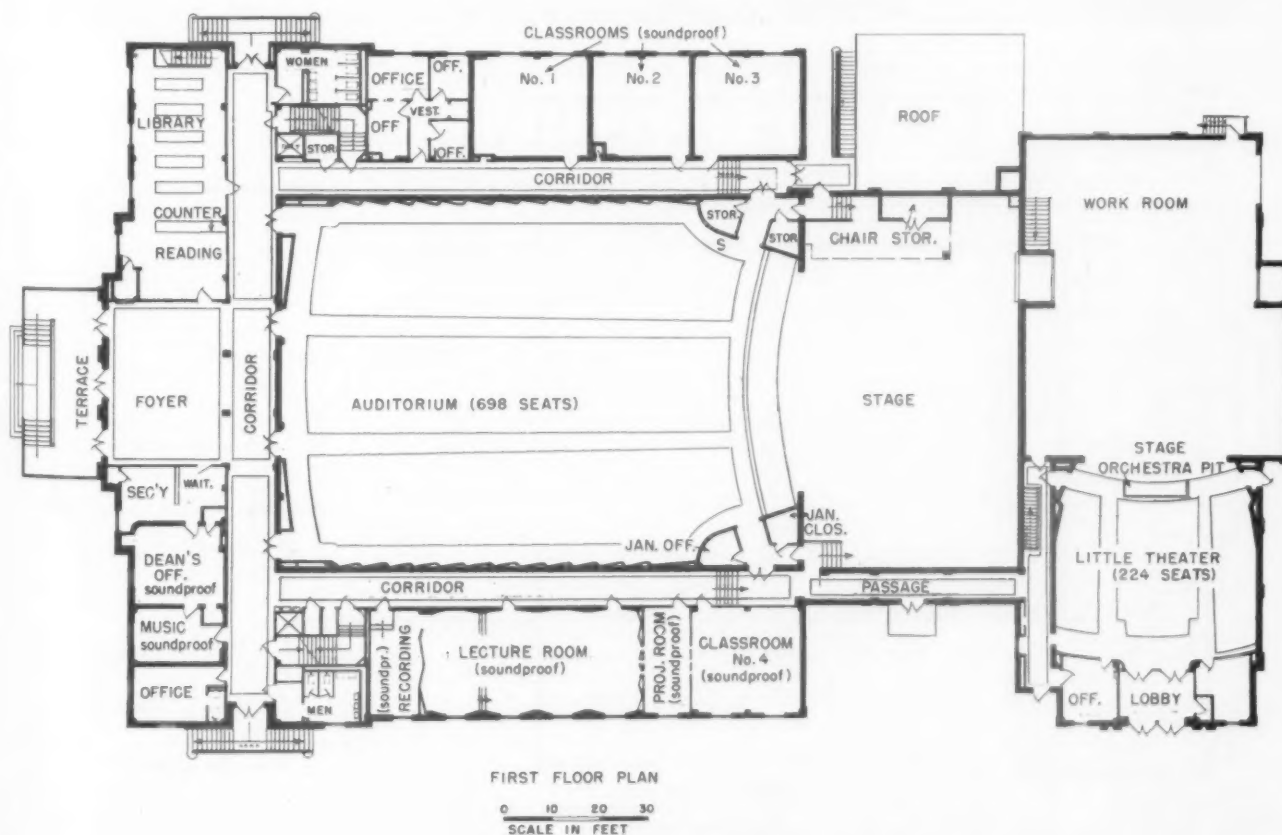 CLASSROOMS (soundproof)
No. 1
No. 2
No. 3
WOMEN
OFFICE
OFF.
VEST.
OFF
OFF.
STOR.
LIBRARY
COUNTER
READING
CORRIDOR
ROOF
WORK ROOM
STOR.
S
STOR.
CHAIR STOR.
TERRACE
FOYER
CORRIDOR
AUDITORIUM (698 SEATS)
STAGE
STAGE
ORCHESTRA PIT
SEC'Y
WAIT.
JAN.
CLOS.
JAN. OFF.
DEAN'S
OFF.
soundproof
LITTLE THEATER
(224 SEATS)
CORRIDOR
PASSAGE
MUSIC
soundproof
OFFICE
MEN
(soundpr.)
RECORDING
LECTURE ROOM
(soundproof)
PROJ. ROOM
(soundproof)
CLASSROOM
No. 4
(soundproof)
OFF.
LOBBY
FIRST FLOOR PLAN
0 10 20 30
SCALE IN FEET